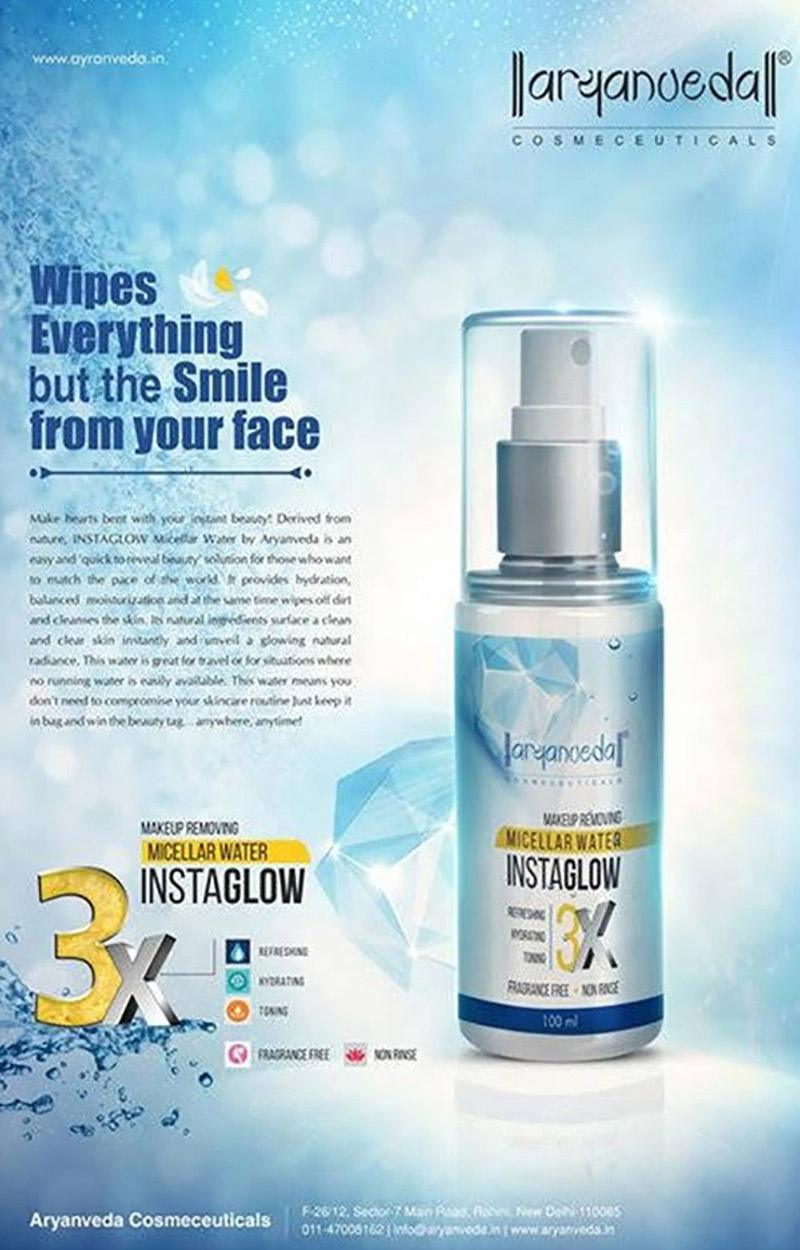 www.ayranveda.in
||aryanveda||®
COSMECEUTICALS
Wipes
Everything
but the Smile
from your face
Make hearts bent with your instant beauty! Derived from
nature, INSTAGLOW Micellar Water by Aryanveda is an
easy and 'quick to reveal beauty' solution for those who want
to match the pace of the world. It provides hydration,
balanced moisturization and at the same time wipes off dirt
and cleanses the skin. Its natural ingredients surface a clean
and clear skin instantly and unveil a glowing natural
radiance. This water is great for travel or for situations where
no running water is easily available. This water means you
don't need to compromise your skincare routine Just keep it
in bag and win the beauty tag... anywhere, anytime!
MAKEUP REMOVING
MICELLAR WATER
INSTAGLOW
3X
REFRESHING
HYDRATING
TONING
FRAGRANCE FREE
NON RINSE
||aryanveda||
COSMECEUTICALS
MAKEUP REMOVING
MICELLAR WATER
INSTAGLOW
REFRESHING
HYDRATING
TONING
3X
FRAGRANCE FREE • NON RINSE
100 ml
Aryanveda Cosmeceuticals
F-26/12, Sector-7 Main Road, Rohini, New Delhi-110085
011-47008162 | info@aryanveda.in | www.aryanveda.in